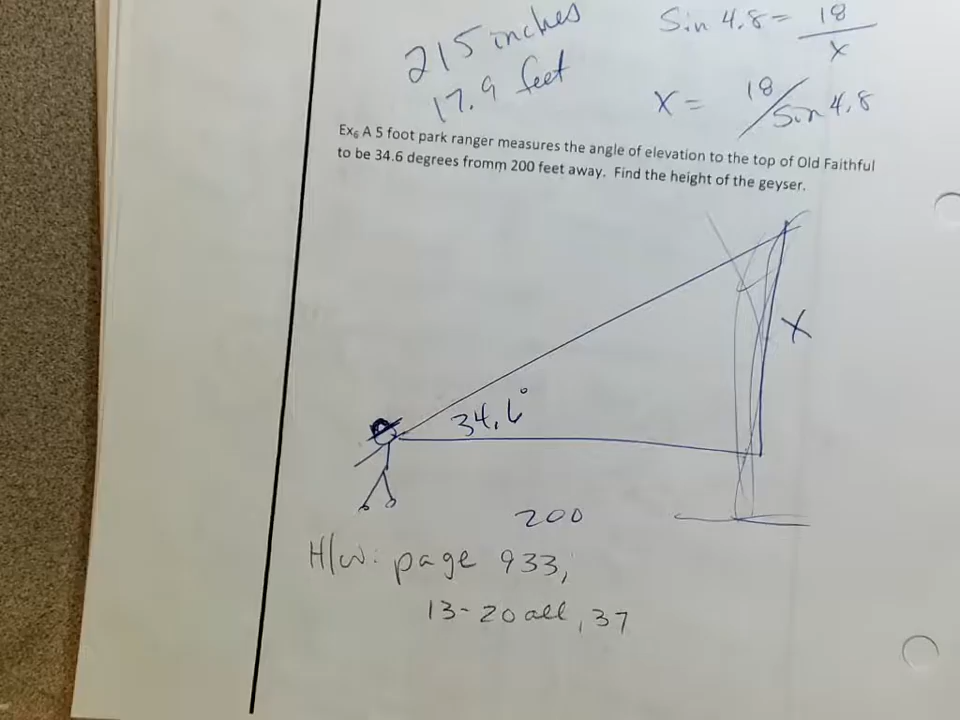 215 inches
17.9 feet
Sin 4.8 = 18
x
x = 18/Sin 4.8
Ex6 A 5 foot park ranger measures the angle of elevation to the top of Old Faithful
to be 34.6 degrees fromm 200 feet away. Find the height of the geyser.
x
34.6°
200
H/w: page 933,
13-20 all, 37